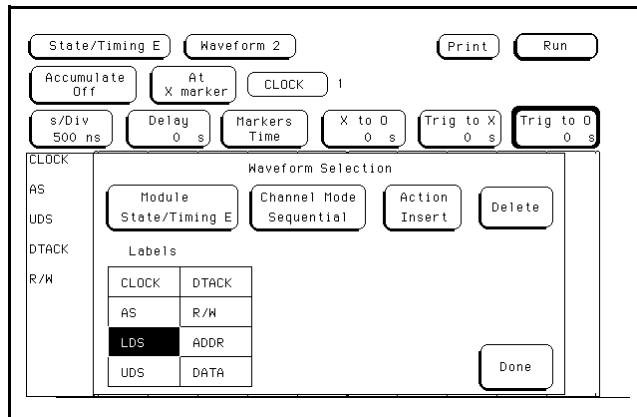 State/Timing E Waveform 2 Print Run
Accumulate Off At X marker CLOCK 1
s/Div 500 ns Delay 0 s Markers Time X to O 0 s Trig to X 0 s Trig to O 0 s
CLOCK
AS
UDS
DTACK
R/W
Waveform Selection
Module State/Timing E Channel Mode Sequential Action Insert Delete
Labels
CLOCK DTACK
AS R/W
LDS ADDR
UDS DATA
Done